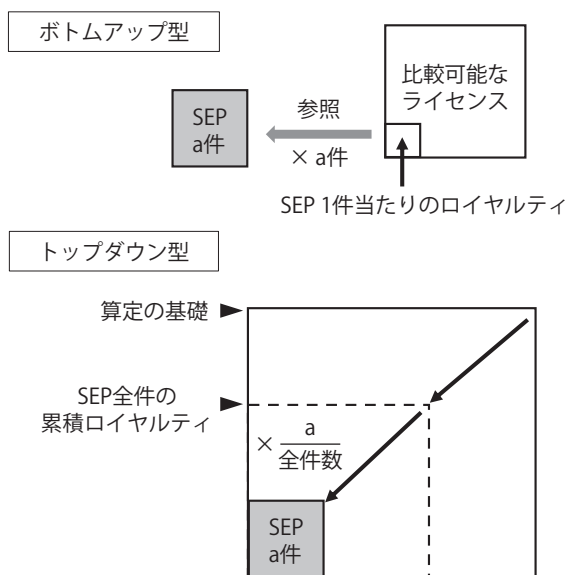 ボトムアップ型
比較可能な
ライセンス
SEP
a件
参照
× a件
SEP 1件当たりのロイヤルティ
トップダウン型
算定の基礎
SEP全件の
累積ロイヤルティ
× a
全件数
SEP
a件